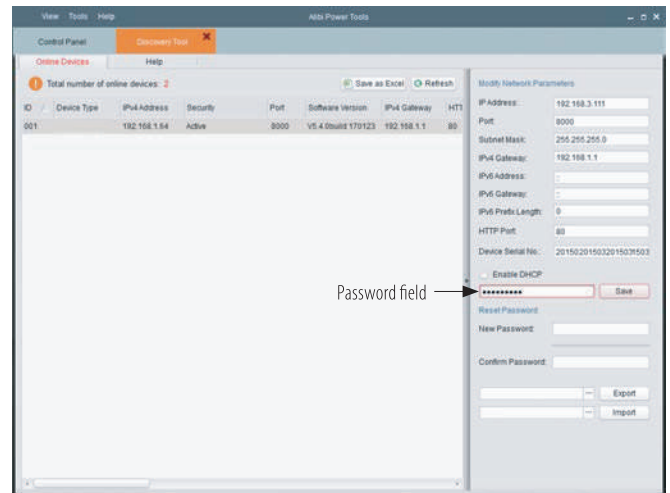 View Tools Help Alibi Power Tools
Control Panel Discovery Tool
Online Devices Help
Total number of online devices: 2 Save as Excel Refresh
ID Device Type IPv4 Address Security Port Software Version IPv4 Gateway HTT
001 192.168.1.64 Active 8000 V5.4.0build 170123 192.168.1.1 80
Modify Network Parameters
IP Address: 192.168.3.111
Port: 8000
Subnet Mask: 255.255.255.0
IPv4 Gateway: 192.168.1.1
IPv6 Address: ::
IPv6 Gateway: ::
IPv6 Prefix Length: 0
HTTP Port: 80
Device Serial No.:
Enable DHCP
Password field ●●●●●●●●● Save
Reset Password
New Password:
Confirm Password:
Export
Import